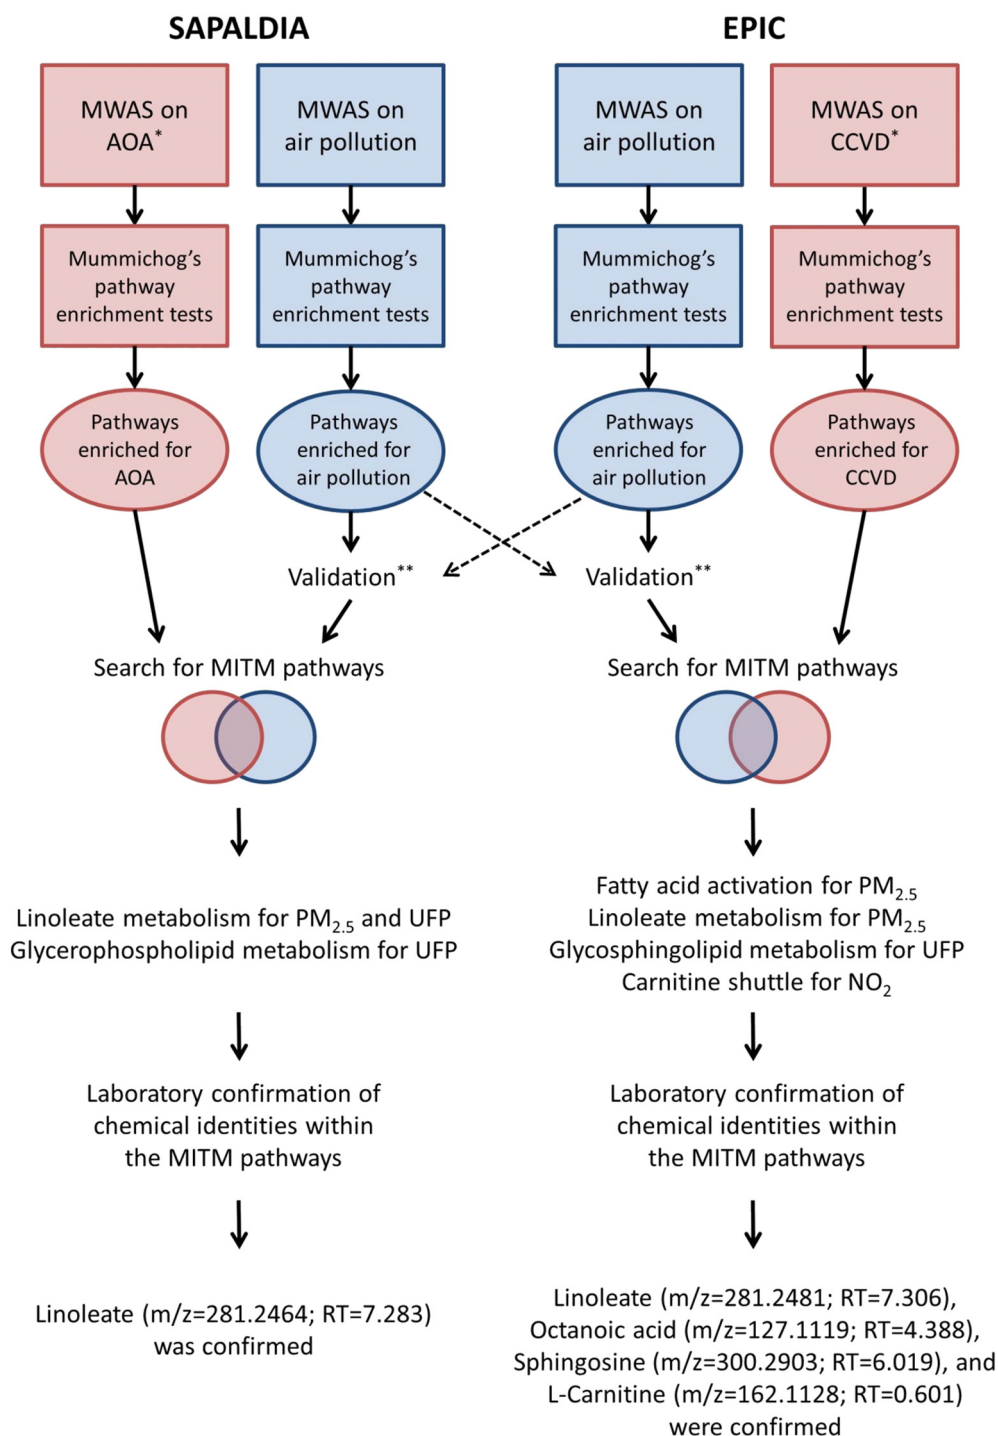 SAPALDIA
EPIC
MWAS on
AOA*
MWAS on
air pollution
MWAS on
air pollution
MWAS on
CCVD*
Mummichog's
pathway
enrichment tests
Mummichog's
pathway
enrichment tests
Mummichog's
pathway
enrichment tests
Mummichog's
pathway
enrichment tests
Pathways
enriched for
AOA
Pathways
enriched for
air pollution
Pathways
enriched for
air pollution
Pathways
enriched for
CCVD
Validation**
Validation**
Search for MITM pathways
Search for MITM pathways
Linoleate metabolism for PM2.5 and UFP
Glycerophospholipid metabolism for UFP
Fatty acid activation for PM2.5
Linoleate metabolism for PM2.5
Glycosphingolipid metabolism for UFP
Carnitine shuttle for NO2
Laboratory confirmation of
chemical identities within
the MITM pathways
Laboratory confirmation of
chemical identities within
the MITM pathways
Linoleate (m/z=281.2464; RT=7.283)
was confirmed
Linoleate (m/z=281.2481; RT=7.306),
Octanoic acid (m/z=127.1119; RT=4.388),
Sphingosine (m/z=300.2903; RT=6.019), and
L-Carnitine (m/z=162.1128; RT=0.601)
were confirmed